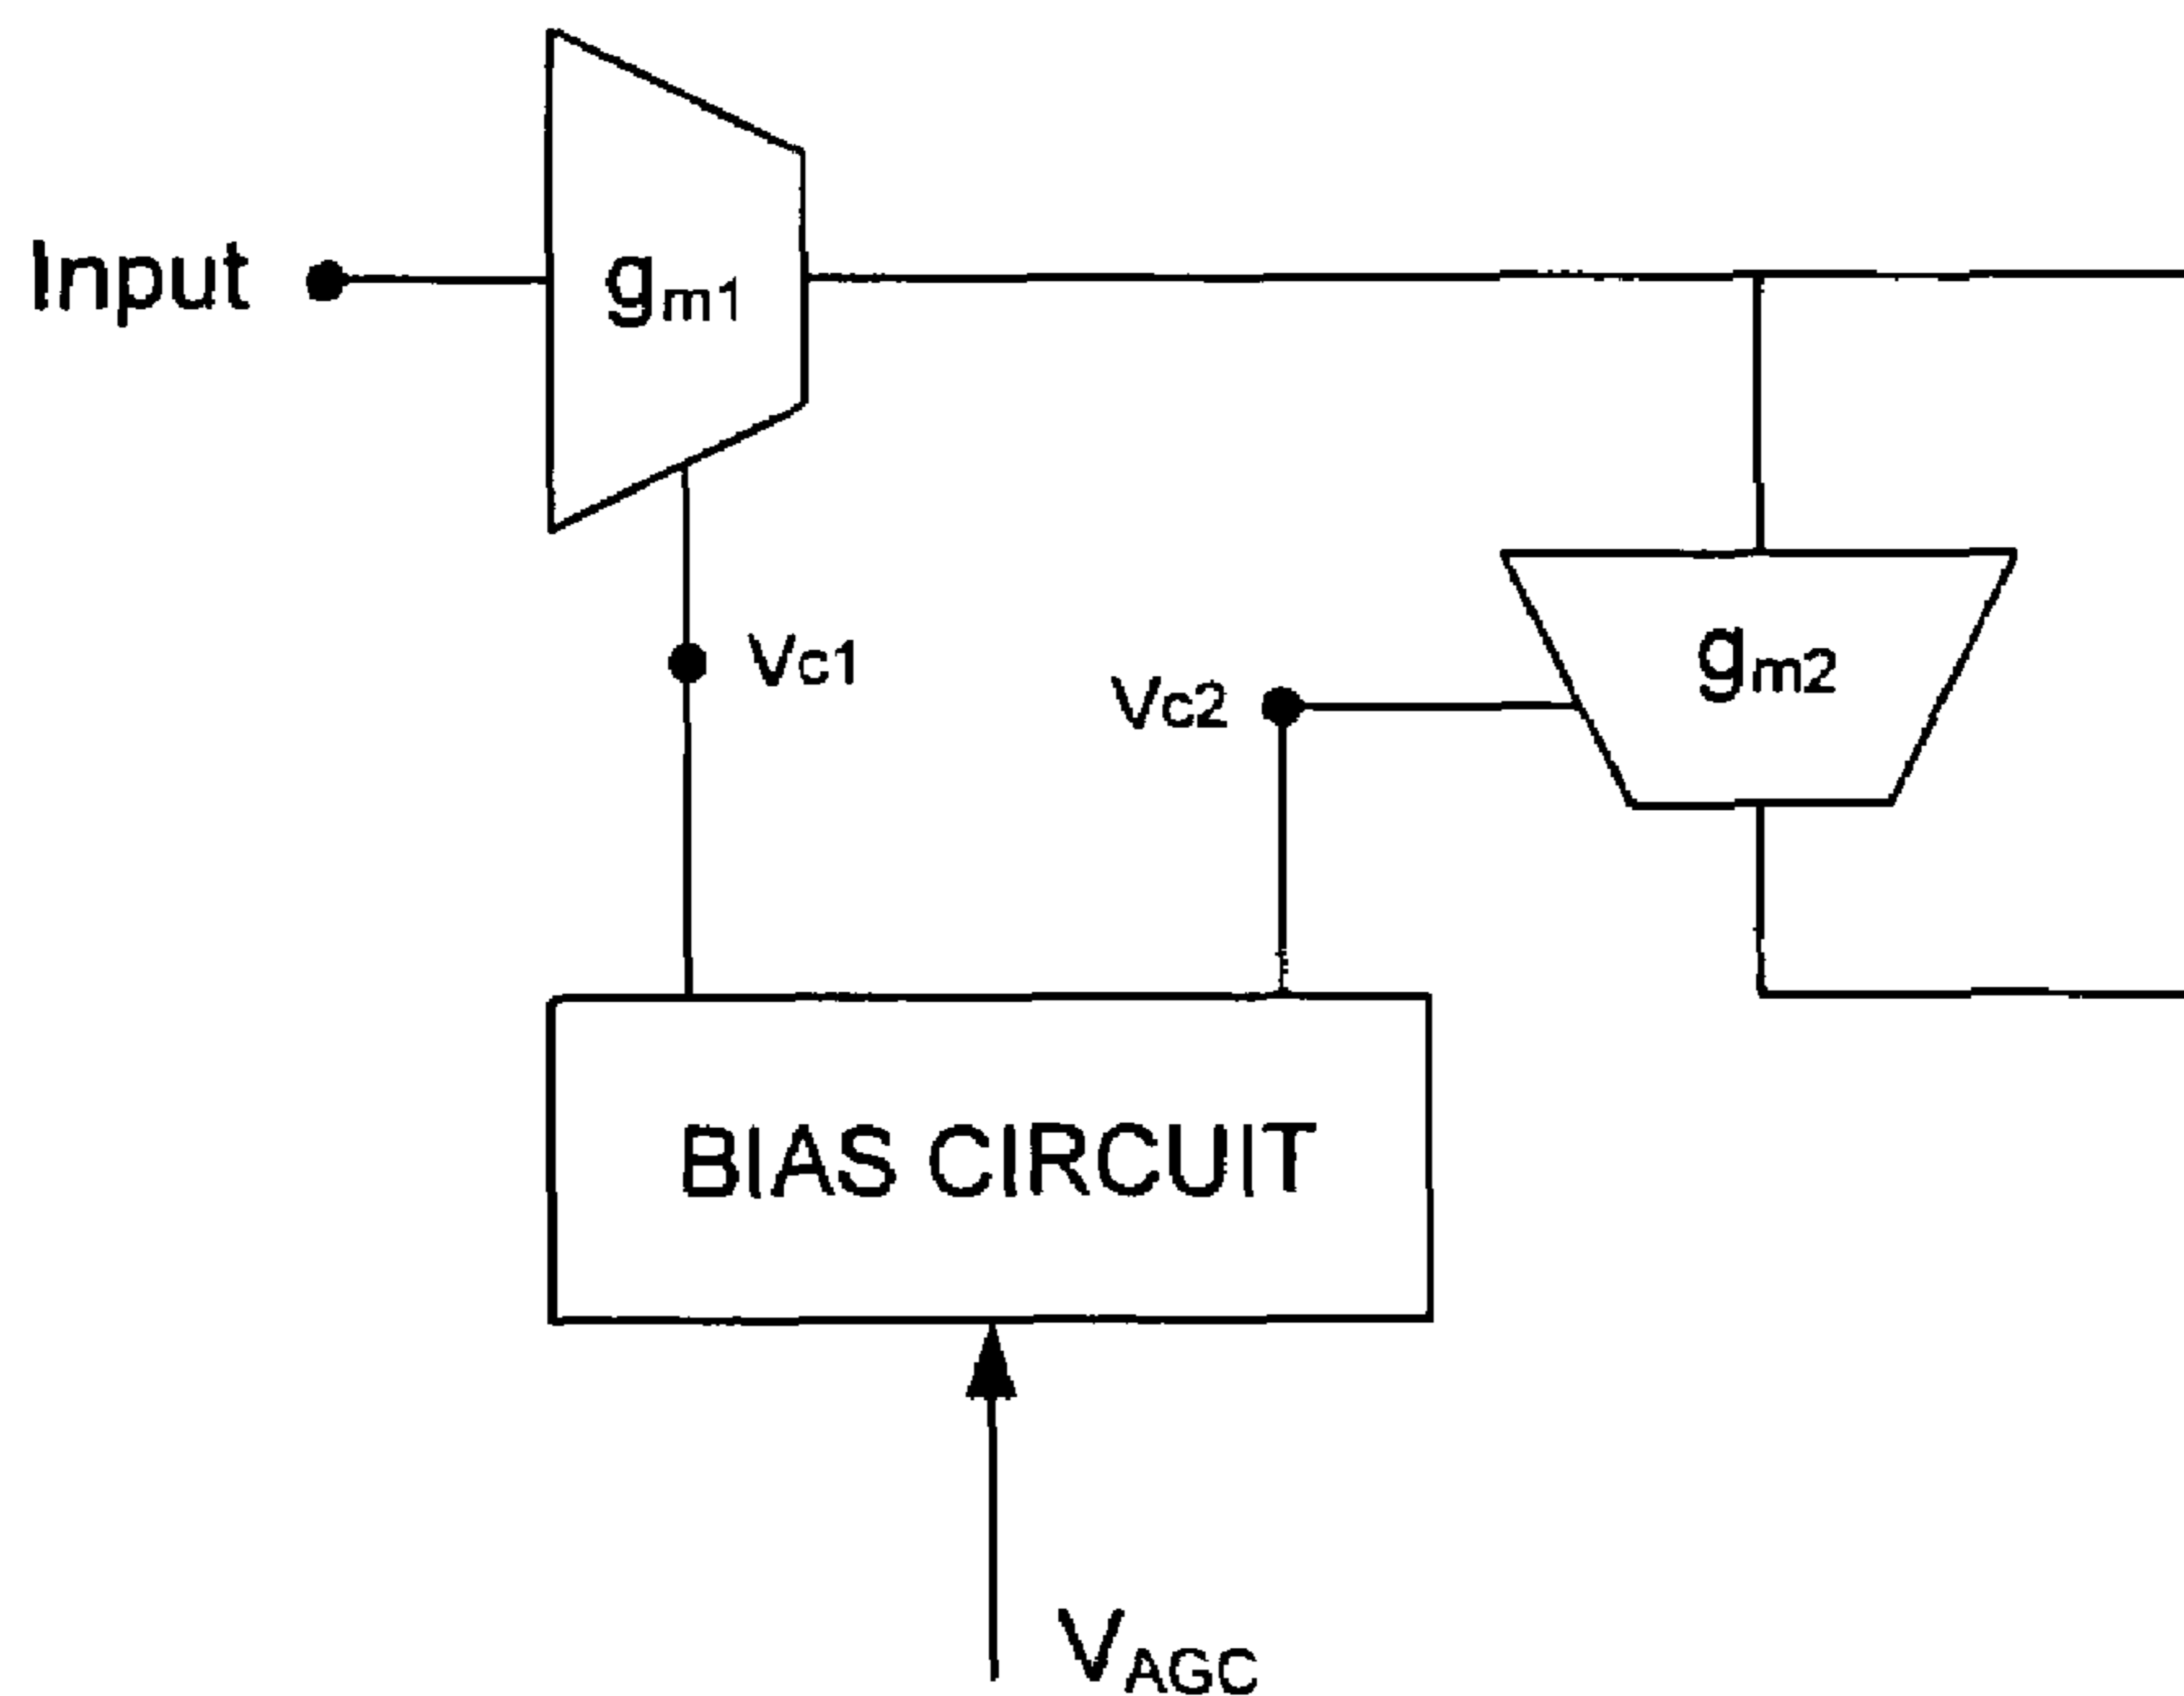 Input
gm1
Vc1
Vc2
gm2
BIAS CIRCUIT
VAGC